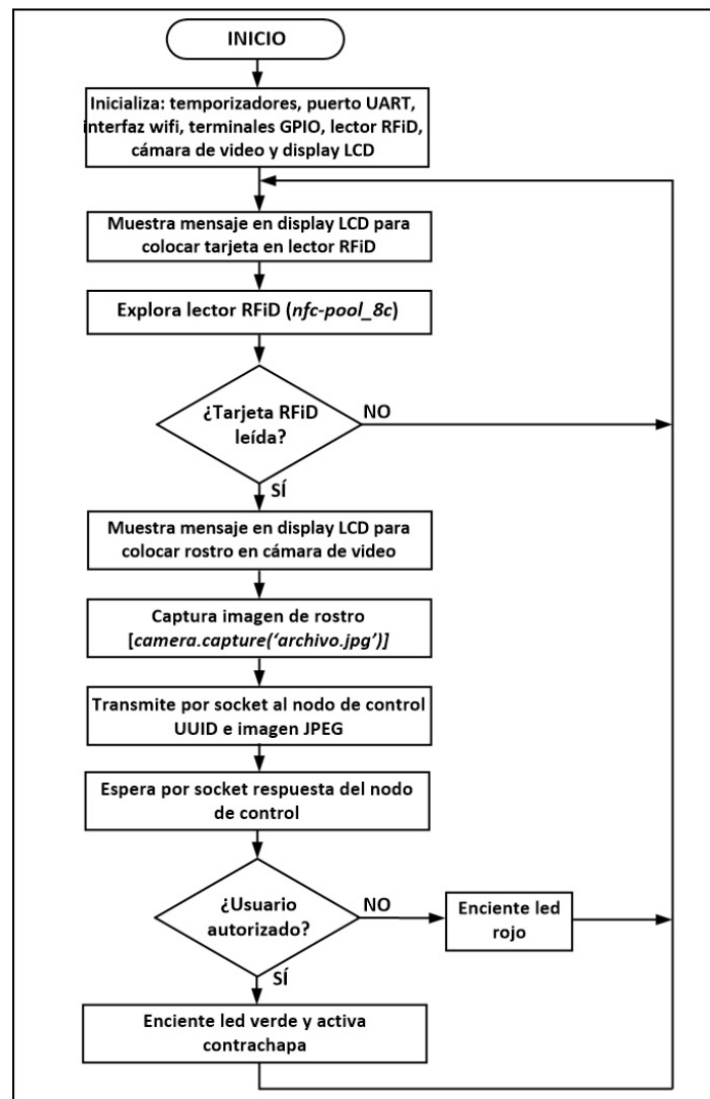 INICIO
Inicializa: temporizadores, puerto UART,
interfaz wifi, terminales GPIO, lector RFiD,
cámara de video y display LCD
Muestra mensaje en display LCD para
colocar tarjeta en lector RFiD
Explora lector RFiD (nfc-pool_8c)
¿Tarjeta RFiD
leída?
NO
SÍ
Muestra mensaje en display LCD para
colocar rostro en cámara de video
Captura imagen de rostro
[camera.capture(‘archivo.jpg’)]
Transmite por socket al nodo de control
UUID e imagen JPEG
Espera por socket respuesta del nodo
de control
¿Usuario
autorizado?
NO
Enciente led
rojo
SÍ
Enciente led verde y activa
contrachapa